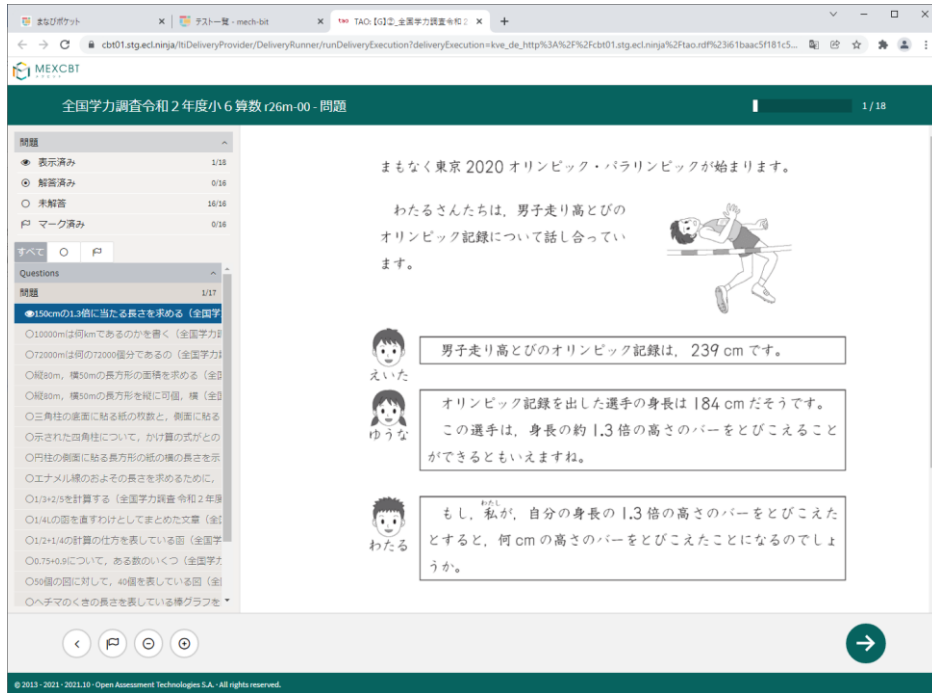 まなびポケット
テスト一覧 - mech-bit
TAO: 【G】②_全国学力調査令和２
cbt01.stg.ecl.ninja/ltiDeliveryProvider/DeliveryRunner/runDeliveryExecution?deliveryExecution=kve_de_http%3A%2F%2Fcbt01.stg.ecl.ninja%2Ftao.rdf%23i61baac5f181c5...
MEXCBT
全国学力調査令和２年度小６算数 r26m-00 - 問題
1 / 18
問題
表示済み 1/18
解答済み 0/16
未解答 16/16
マーク済み 0/16
すべて
Questions
問題 1/17
150cmの1.3倍に当たる長さを求める（全国学
10000mは何kmであるのかを書く（全国学力
72000mは何の72000個分であるの（全国学力
縦80m，横50mの長方形の面積を求める（全
縦80m，横50mの長方形を縦に可個，横（全
三角柱の底面に貼る紙の枚数と，側面に貼る
示された四角柱について，かけ算の式がとの
円柱の側面に貼る長方形の紙の横の長さを示
エナメル線のおよその長さを求めるために，
1/3+2/5を計算する（全国学力調査 令和２年度
1/4Lの図を直すわけとしてまとめた文章（全
1/2+1/4の計算の仕方を表している図（全国学
0.75+0.9について，ある数のいくつ（全国学力
50個の図に対して，40個を表している図（全
ヘチマのくきの長さを表している棒グラフを
まもなく東京 2020 オリンピック・パラリンピックが始まります。
わたるさんたちは，男子走り高とびの
オリンピック記録について話し合ってい
ます。
えいた
男子走り高とびのオリンピック記録は，239 cm です。
ゆうな
オリンピック記録を出した選手の身長は 184 cm だそうです。
この選手は，身長の約 1.3 倍の高さのバーをとびこえること
ができるともいえますね。
わたる
もし，私わたしが，自分の身長の 1.3 倍の高さのバーをとびこえた
とすると，何 cm の高さのバーをとびこえたことになるのでしょ
うか。
© 2013 - 2021 - 2021.10 - Open Assessment Technologies S.A. - All rights reserved.